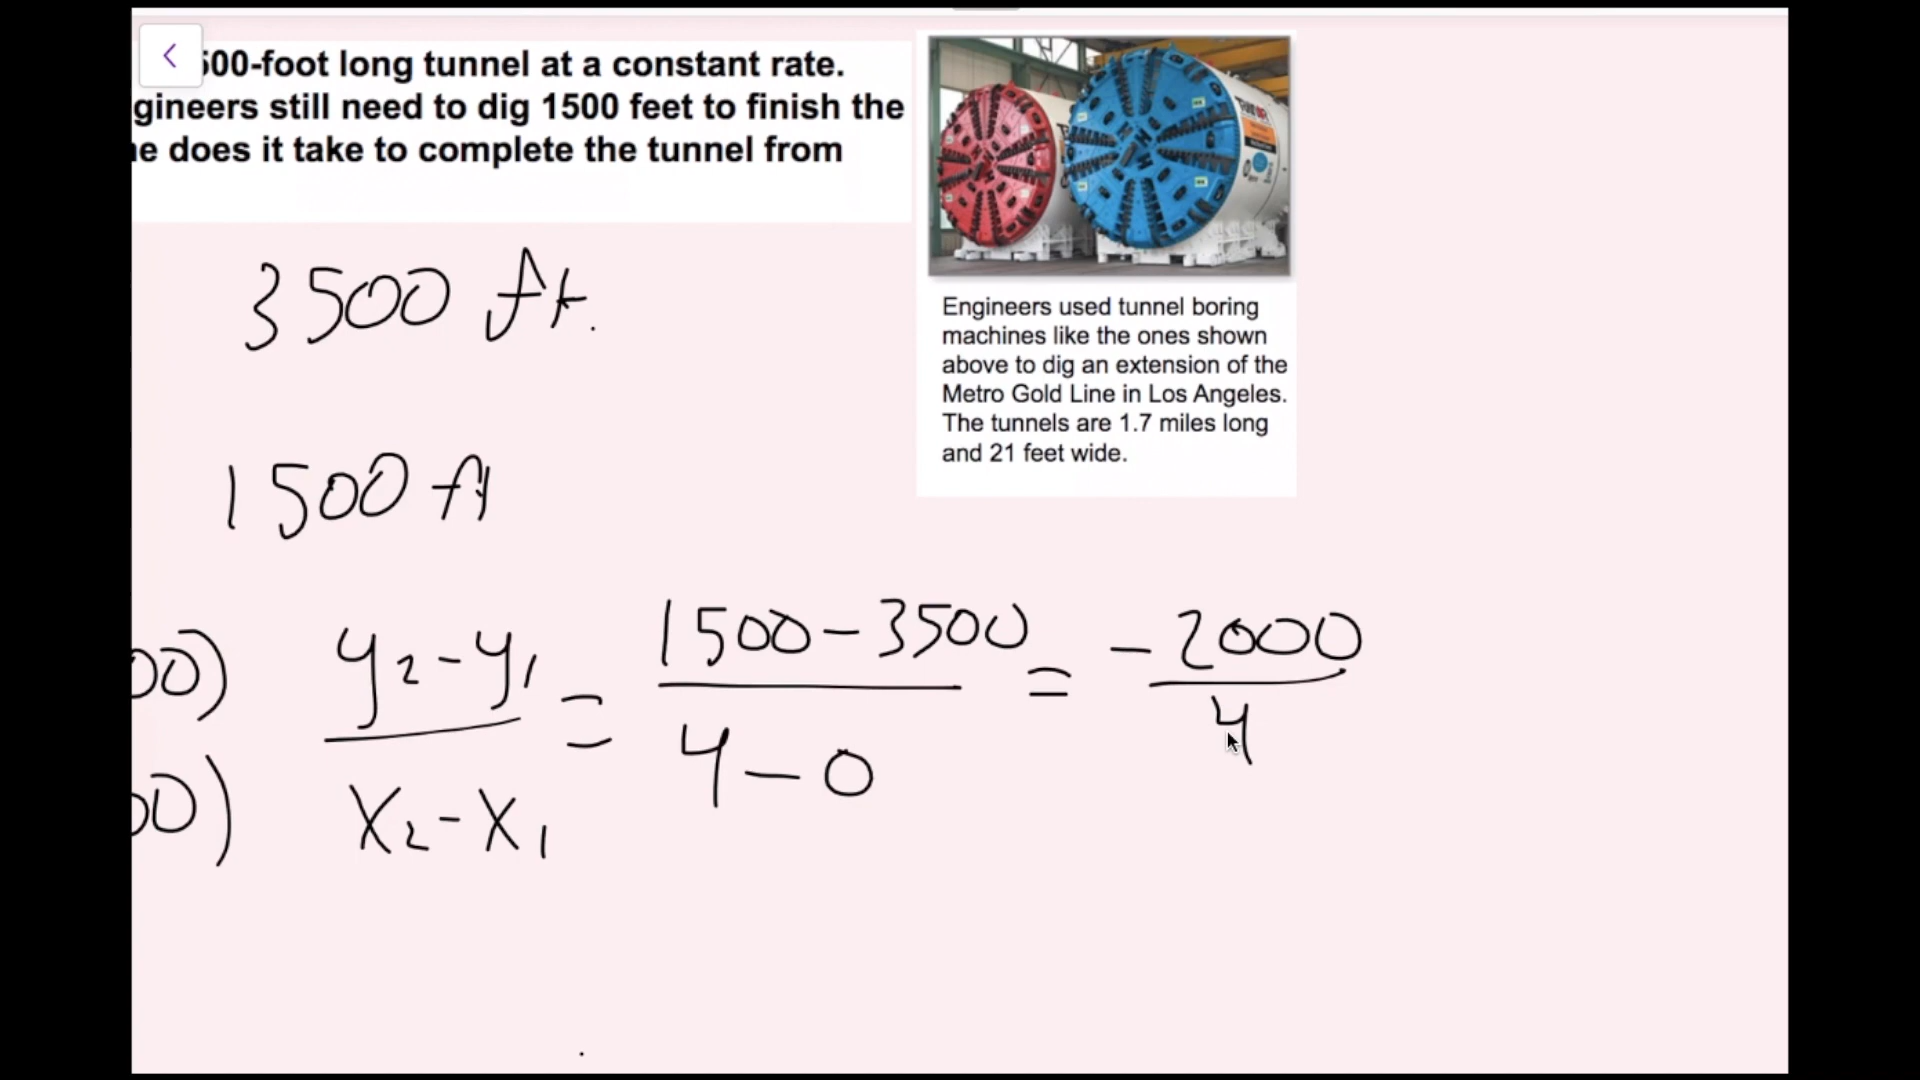 500-foot long tunnel at a constant rate.
gineers still need to dig 1500 feet to finish the
e does it take to complete the tunnel from
3500 ft.
1500 ft
Engineers used tunnel boring
machines like the ones shown
above to dig an extension of the
Metro Gold Line in Los Angeles.
The tunnels are 1.7 miles long
and 21 feet wide.
00)
00)
y2-y1 / x2-x1 = 1500-3500 / 4-0 = -2000 / 4